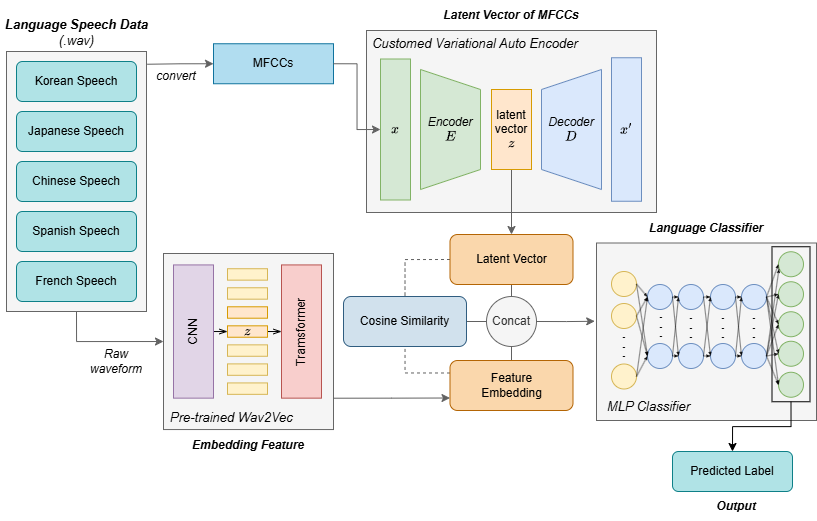 Language Speech Data
(.wav)
Korean Speech
Japanese Speech
Chinese Speech
Spanish Speech
French Speech
convert
MFCCs
Latent Vector of MFCCs
Customed Variational Auto Encoder
x
Encoder
E
latent
vector
z
Decoder
D
x′
Raw
waveform
CNN
z
Tramsformer
Pre-trained Wav2Vec
Embedding Feature
Latent Vector
Cosine Similarity
Concat
Feature
Embedding
Language Classifier
MLP Classifier
Predicted Label
Output